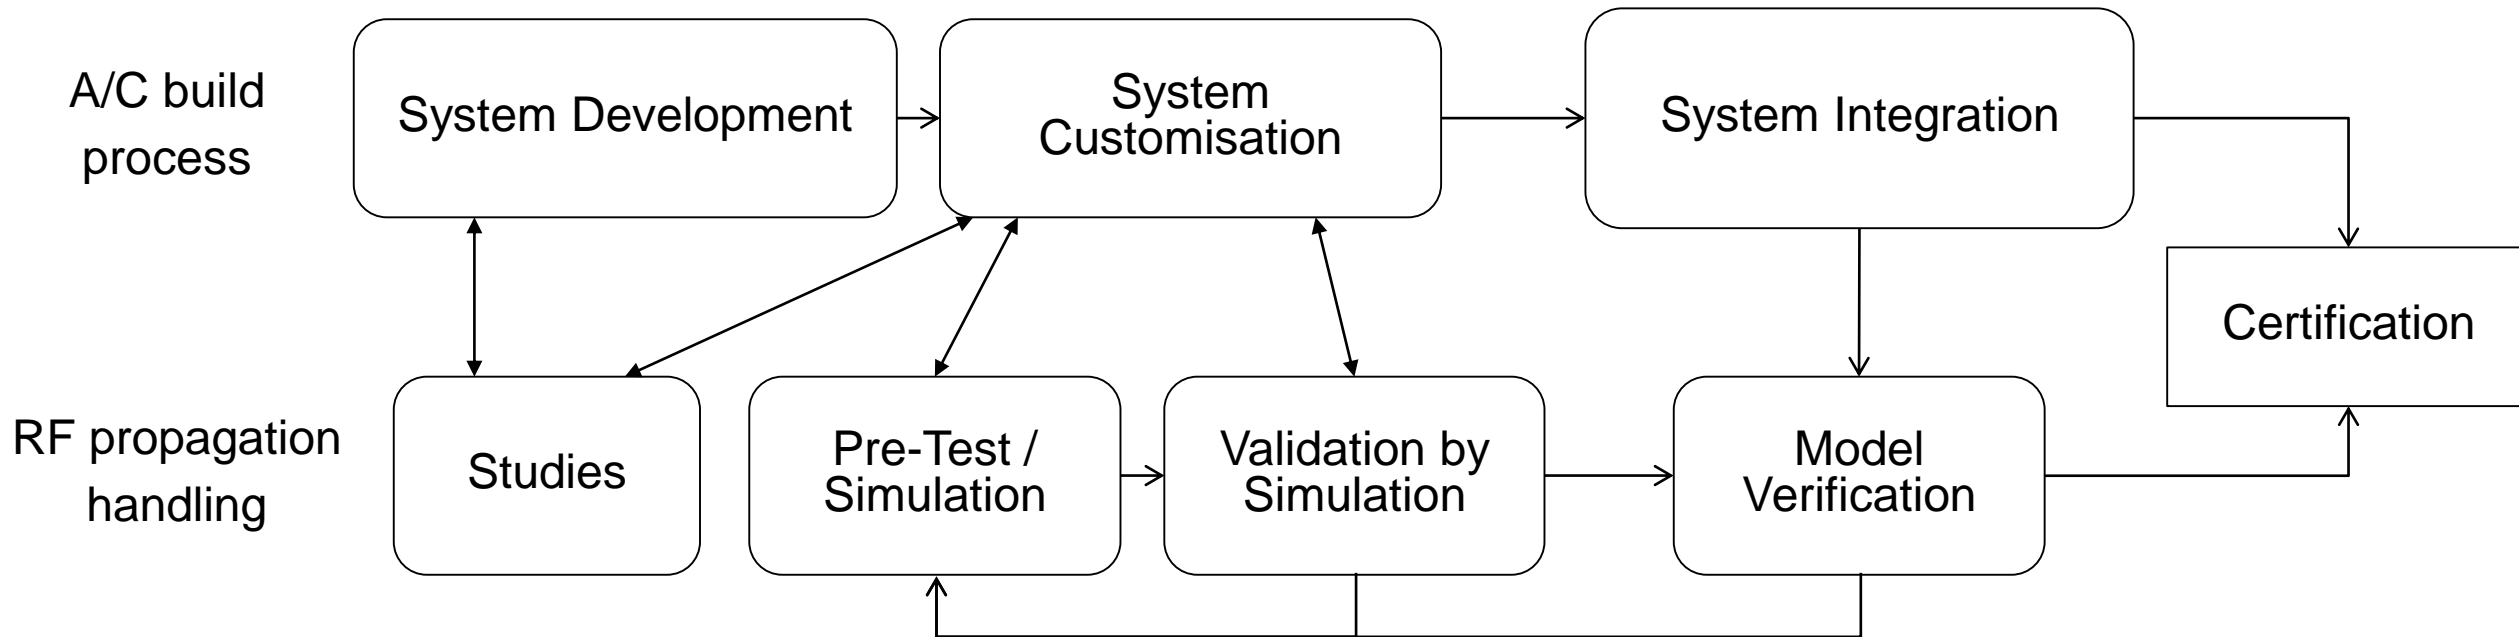 A/C build
process
System Development
System
Customisation
System Integration
Certification
RF propagation
handling
Studies
Pre-Test /
Simulation
Validation by
Simulation
Model
Verification